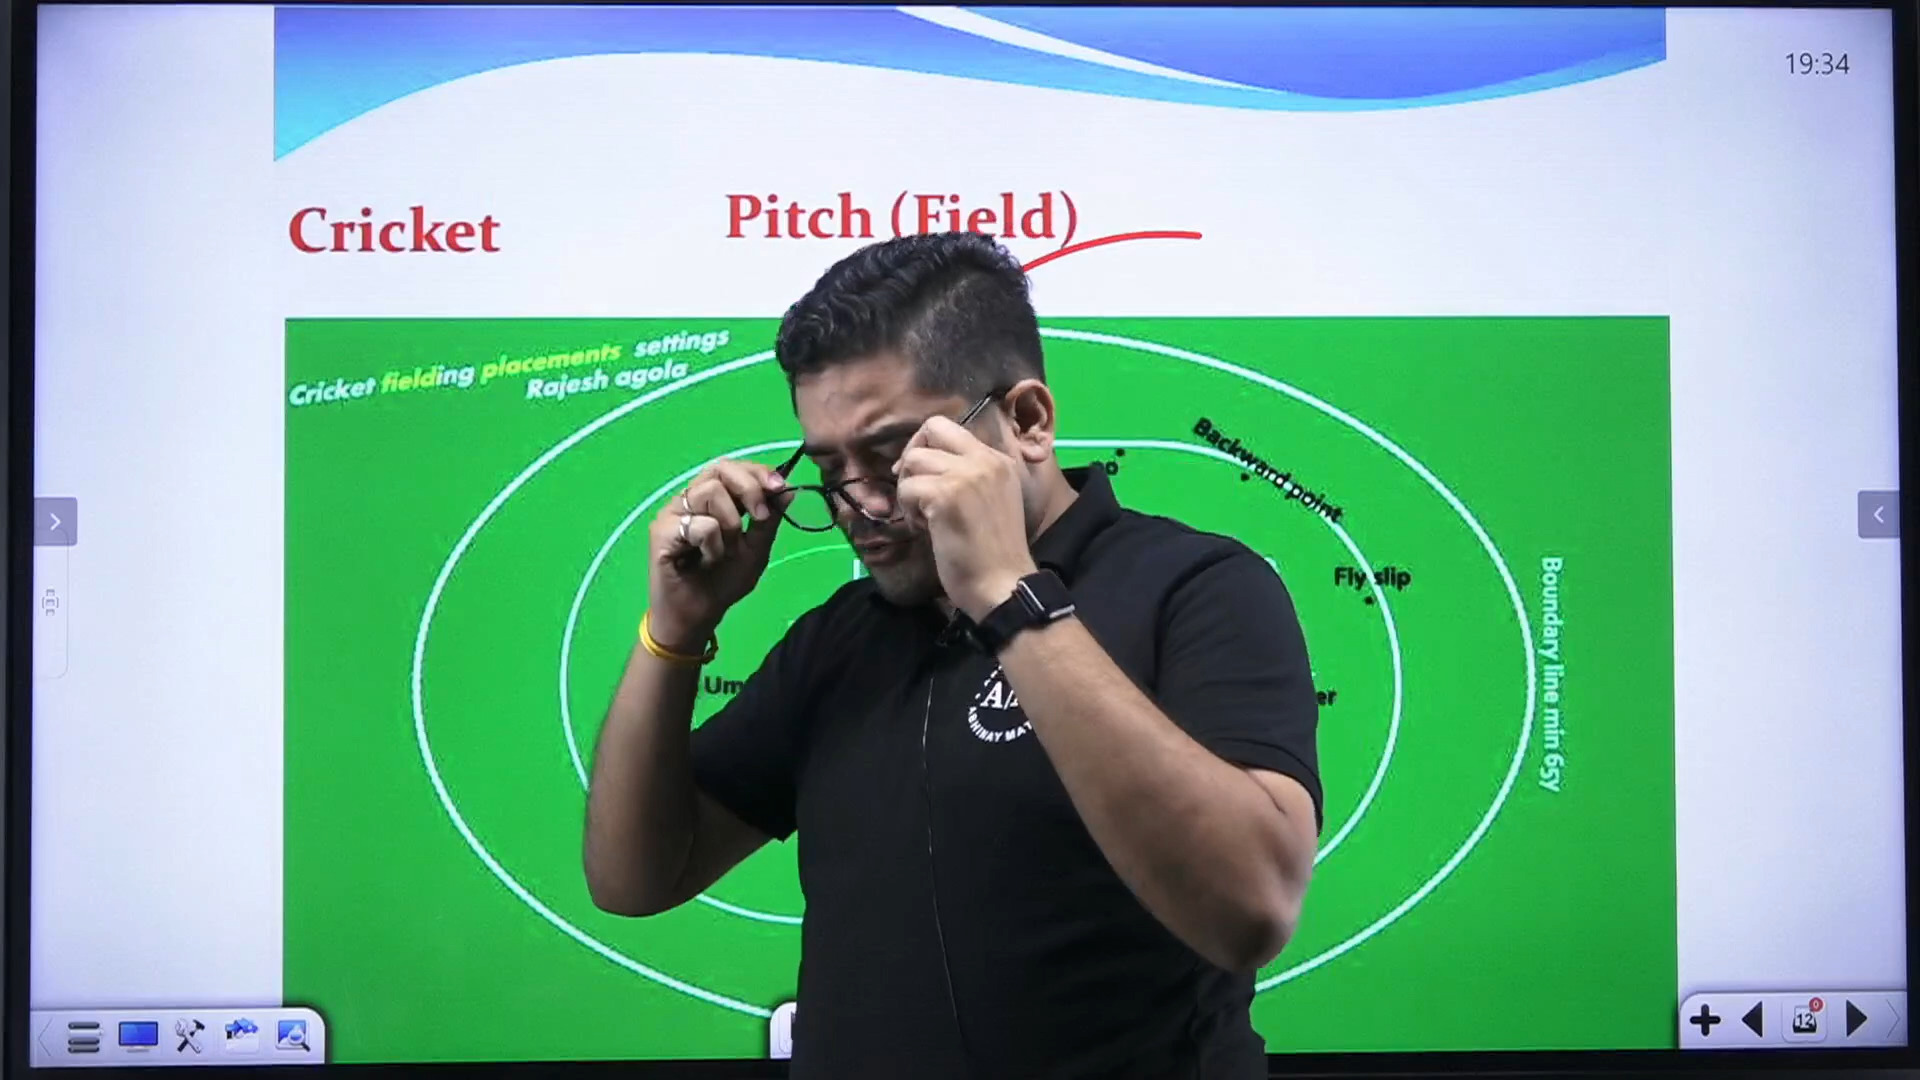 19:34
Cricket
Pitch (Field)
Cricket fielding placements settings
Rajesh agola
Backward point
Fly slip
Boundary line min 65y
12
0